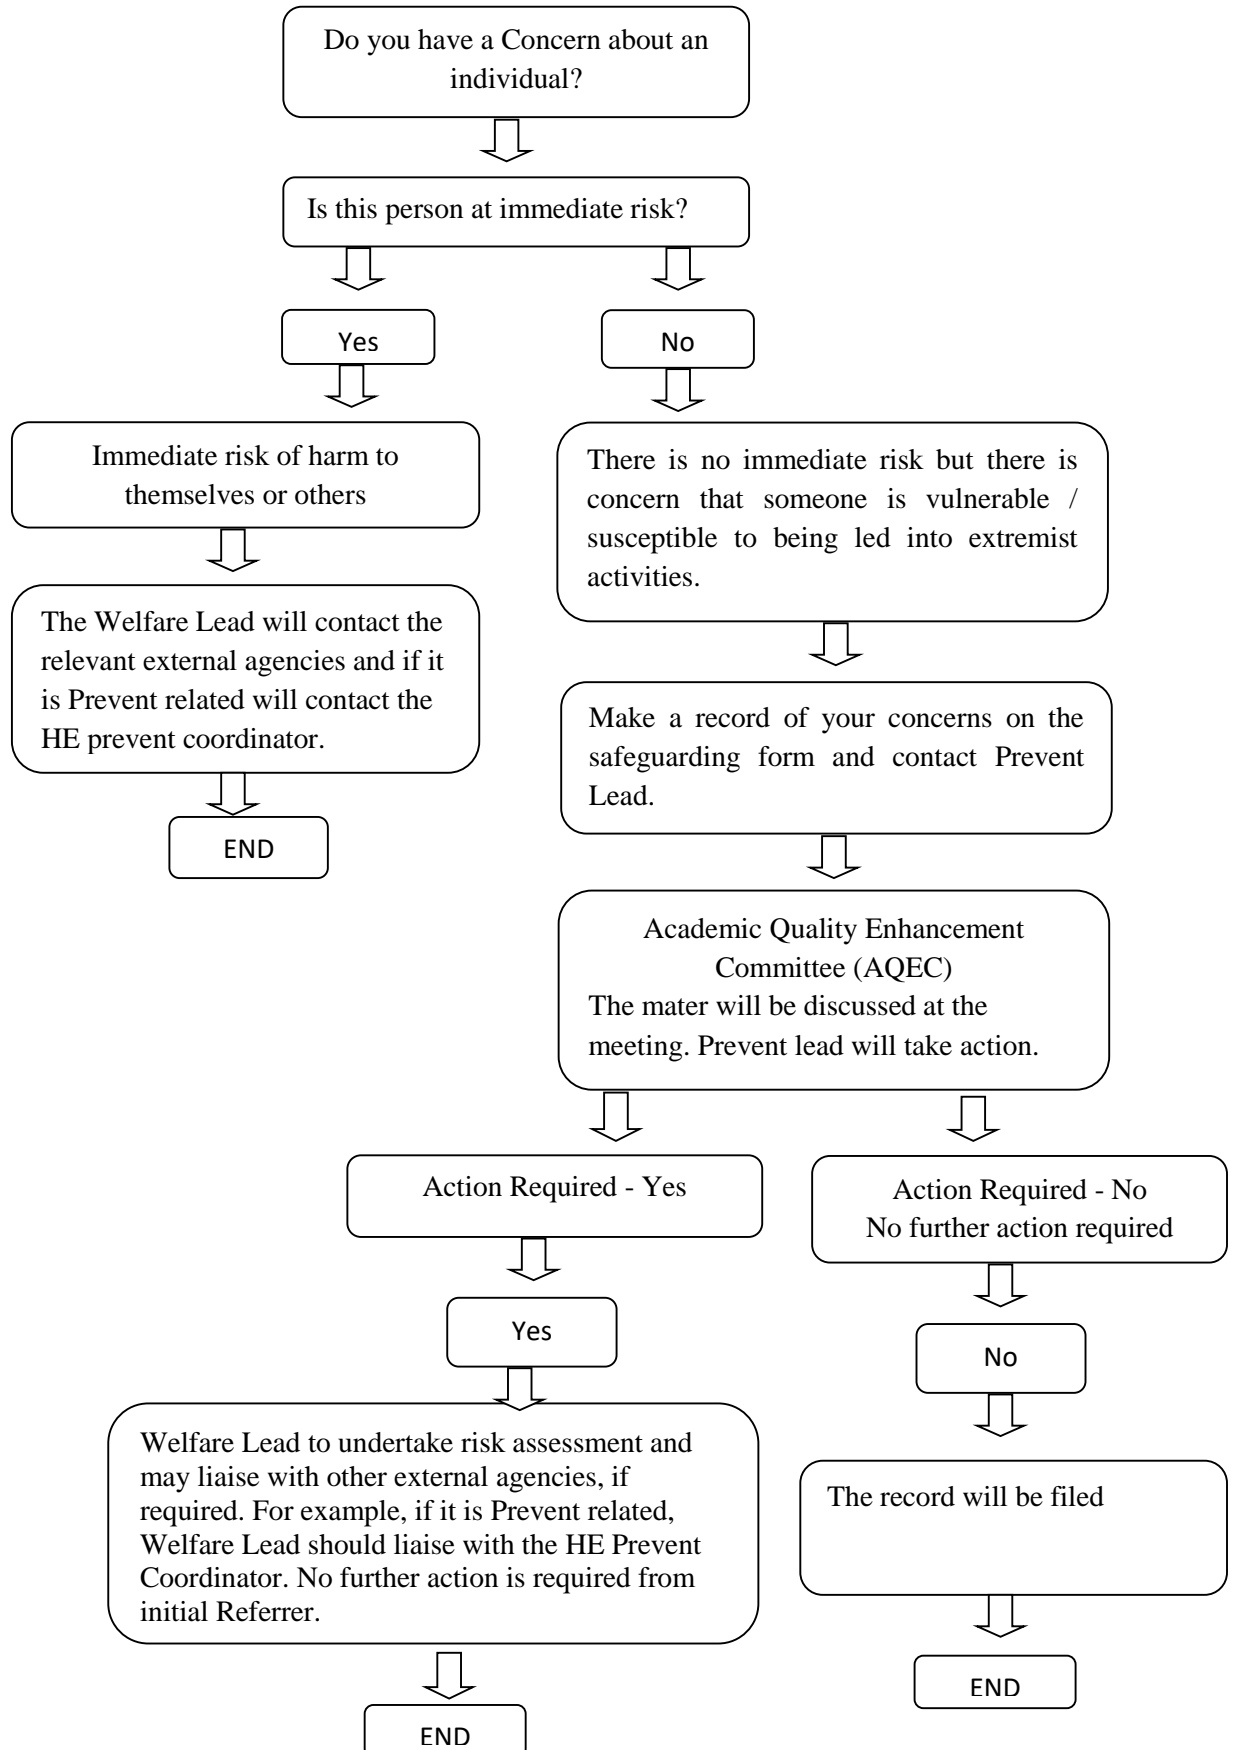 Do you have a Concern about an
individual?
Is this person at immediate risk?
Yes
No
Immediate risk of harm to
themselves or others
There is no immediate risk but there is
concern that someone is vulnerable /
susceptible to being led into extremist
activities.
The Welfare Lead will contact the
relevant external agencies and if it
is Prevent related will contact the
HE prevent coordinator.
Make a record of your concerns on the
safeguarding form and contact Prevent
Lead.
END
Academic Quality Enhancement
Committee (AQEC)
The mater will be discussed at the
meeting. Prevent lead will take action.
Action Required - Yes
Action Required - No
No further action required
Yes
No
Welfare Lead to undertake risk assessment and
may liaise with other external agencies, if
required. For example, if it is Prevent related,
Welfare Lead should liaise with the HE Prevent
Coordinator. No further action is required from
initial Referrer.
The record will be filed
END
END